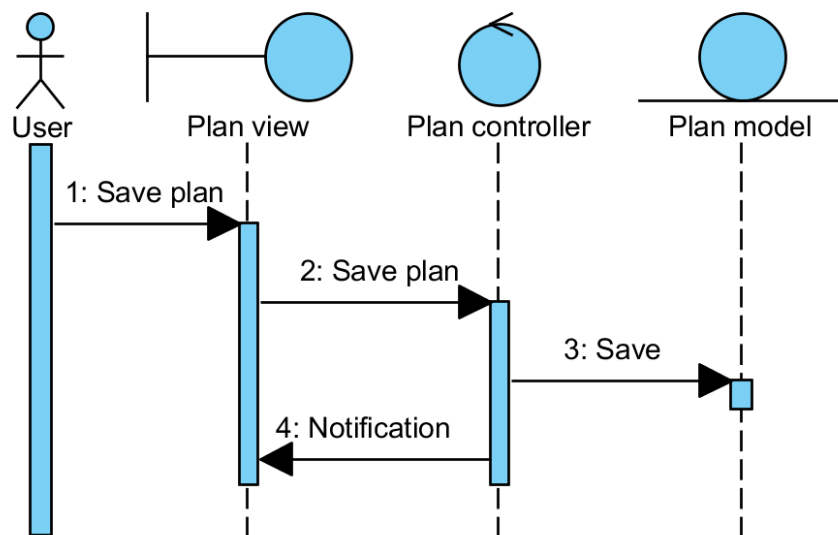 User
Plan view
Plan controller
Plan model
1: Save plan
2: Save plan
3: Save
4: Notification